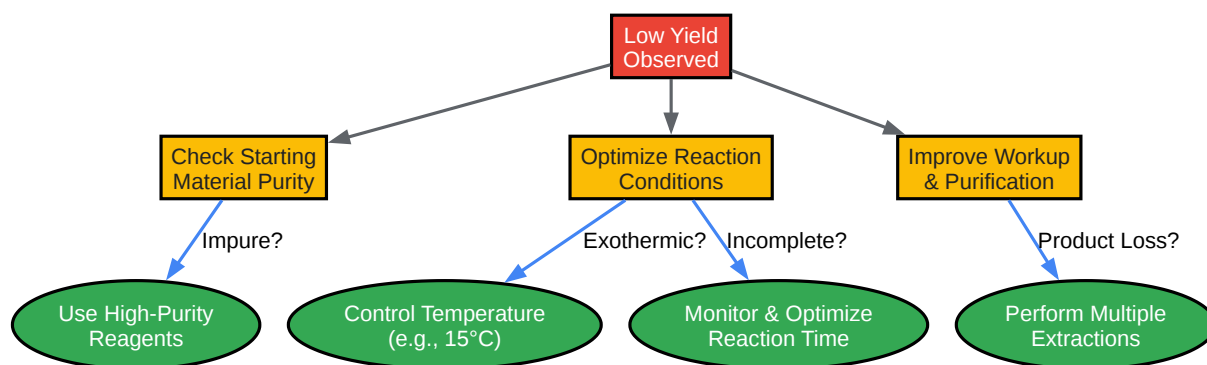 Low Yield
Observed
Check Starting
Material Purity
Optimize Reaction
Conditions
Improve Workup
& Purification
Impure?
Exothermic?
Incomplete?
Product Loss?
Use High-Purity
Reagents
Control Temperature
(e.g., 15°C)
Monitor & Optimize
Reaction Time
Perform Multiple
Extractions